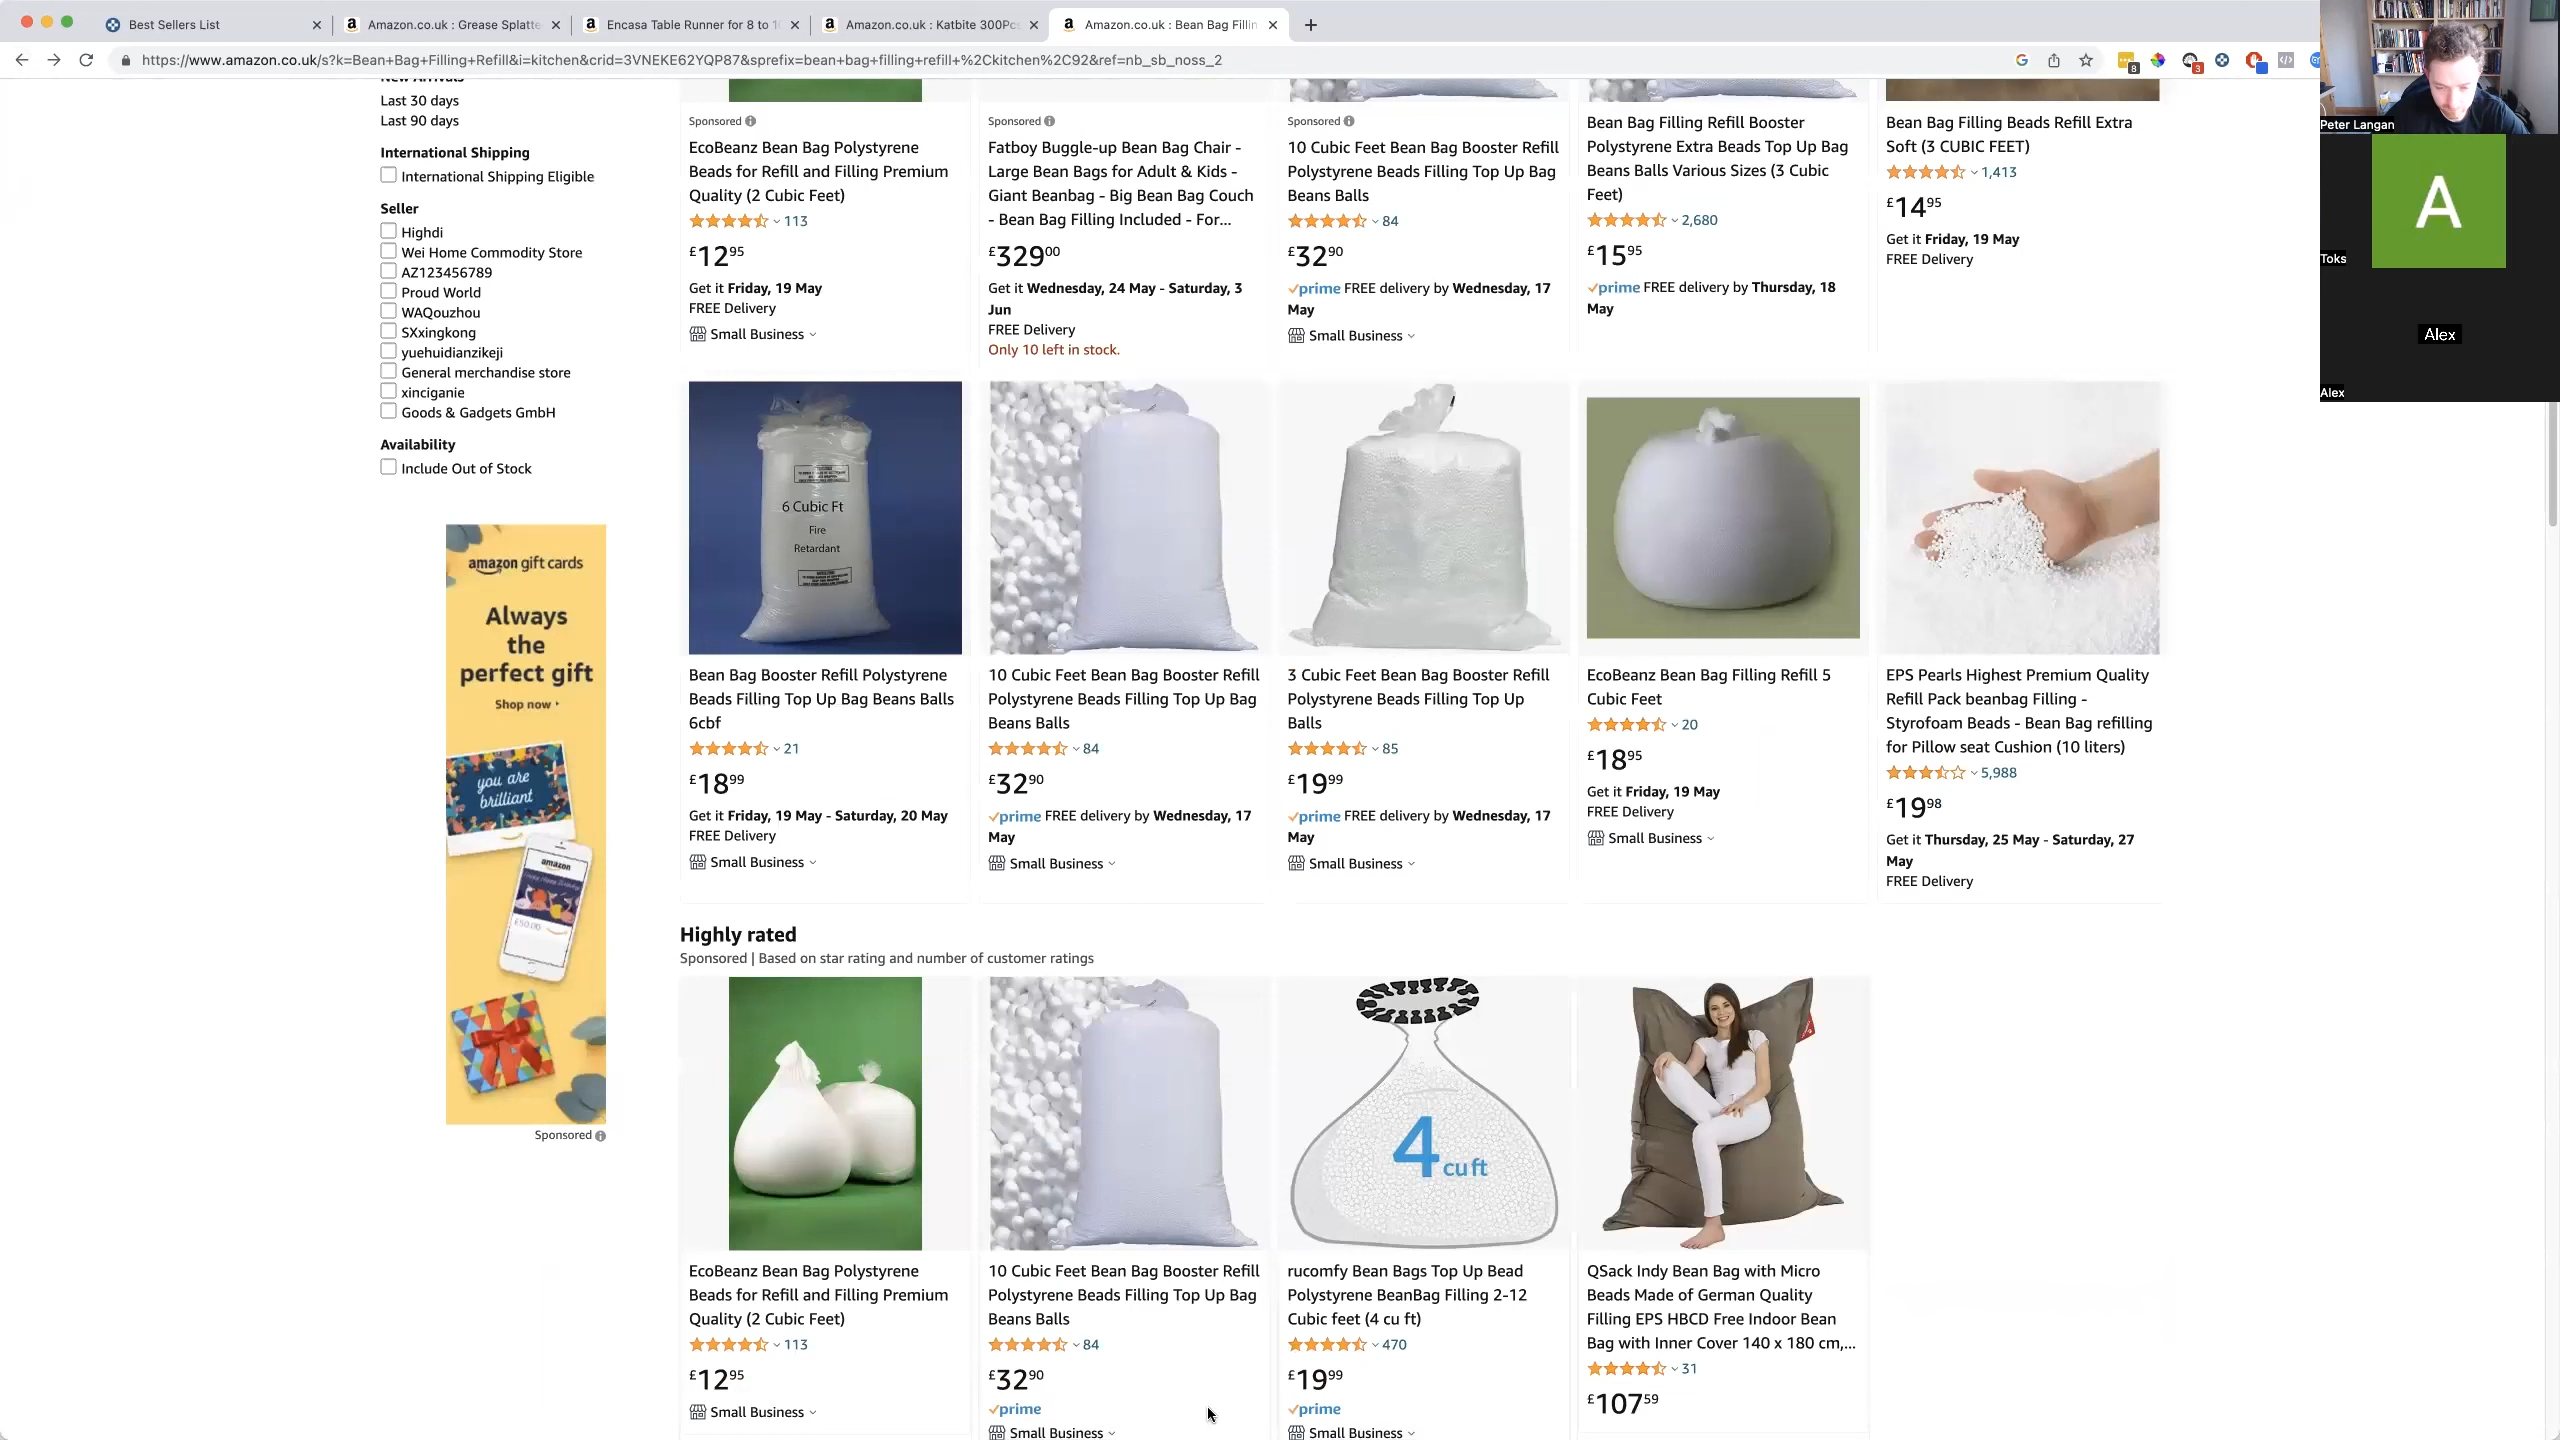 Best Sellers List
Amazon.co.uk : Grease Splatte
Encasa Table Runner for 8 to 1
Amazon.co.uk : Katbite 300Pcs
Amazon.co.uk : Bean Bag Fillin
https://www.amazon.co.uk/s?k=Bean+Bag+Filling+Refill&i=kitchen&crid=3VNEKE62YQP87&sprefix=bean+bag+filling+refill+%2Ckitchen%2C92&ref=nb_sb_noss_2
8
3
New Arrivals
Last 30 days
Last 90 days
International Shipping
International Shipping Eligible
Seller
Highdi
Wei Home Commodity Store
AZ123456789
Proud World
WAQouzhou
SXxingkong
yuehuidianzikeji
General merchandise store
xinciganie
Goods & Gadgets GmbH
Availability
Include Out of Stock
amazon gift cards
Always
the
perfect gift
Shop now
you are
brilliant
amazon
£50.00
Sponsored
Sponsored
EcoBeanz Bean Bag Polystyrene
Beads for Refill and Filling Premium
Quality (2 Cubic Feet)
113
£12 95
Get it Friday, 19 May
FREE Delivery
Small Business
Sponsored
Fatboy Buggle-up Bean Bag Chair -
Large Bean Bags for Adult & Kids -
Giant Beanbag - Big Bean Bag Couch
- Bean Bag Filling Included - For...
£329 00
Get it Wednesday, 24 May - Saturday, 3
Jun
FREE Delivery
Only 10 left in stock.
Sponsored
10 Cubic Feet Bean Bag Booster Refill
Polystyrene Beads Filling Top Up Bag
Beans Balls
84
£32 90
prime FREE delivery by Wednesday, 17
May
Small Business
Bean Bag Filling Refill Booster
Polystyrene Extra Beads Top Up Bag
Beans Balls Various Sizes (3 Cubic
Feet)
2,680
£15 95
prime FREE delivery by Thursday, 18
May
Bean Bag Filling Beads Refill Extra
Soft (3 CUBIC FEET)
1,413
£14 95
Get it Friday, 19 May
FREE Delivery
6 Cubic Ft
Fire
Retardant
Bean Bag Booster Refill Polystyrene
Beads Filling Top Up Bag Beans Balls
6cbf
21
£18 99
Get it Friday, 19 May - Saturday, 20 May
FREE Delivery
Small Business
10 Cubic Feet Bean Bag Booster Refill
Polystyrene Beads Filling Top Up Bag
Beans Balls
84
£32 90
prime FREE delivery by Wednesday, 17
May
Small Business
3 Cubic Feet Bean Bag Booster Refill
Polystyrene Beads Filling Top Up
Balls
85
£19 99
prime FREE delivery by Wednesday, 17
May
Small Business
EcoBeanz Bean Bag Filling Refill 5
Cubic Feet
20
£18 95
Get it Friday, 19 May
FREE Delivery
Small Business
EPS Pearls Highest Premium Quality
Refill Pack beanbag Filling -
Styrofoam Beads - Bean Bag refilling
for Pillow seat Cushion (10 liters)
5,988
£19 98
Get it Thursday, 25 May - Saturday, 27
May
FREE Delivery
Highly rated
Sponsored | Based on star rating and number of customer ratings
EcoBeanz Bean Bag Polystyrene
Beads for Refill and Filling Premium
Quality (2 Cubic Feet)
113
£12 95
Small Business
10 Cubic Feet Bean Bag Booster Refill
Polystyrene Beads Filling Top Up Bag
Beans Balls
84
£32 90
prime
Small Business
4 cu ft
rucomfy Bean Bags Top Up Bead
Polystyrene BeanBag Filling 2-12
Cubic feet (4 cu ft)
470
£19 99
prime
Small Business
QSack Indy Bean Bag with Micro
Beads Made of German Quality
Filling EPS HBCD Free Indoor Bean
Bag with Inner Cover 140 x 180 cm,...
31
£107 59
Peter Langan
A
Toks
Alex
Alex